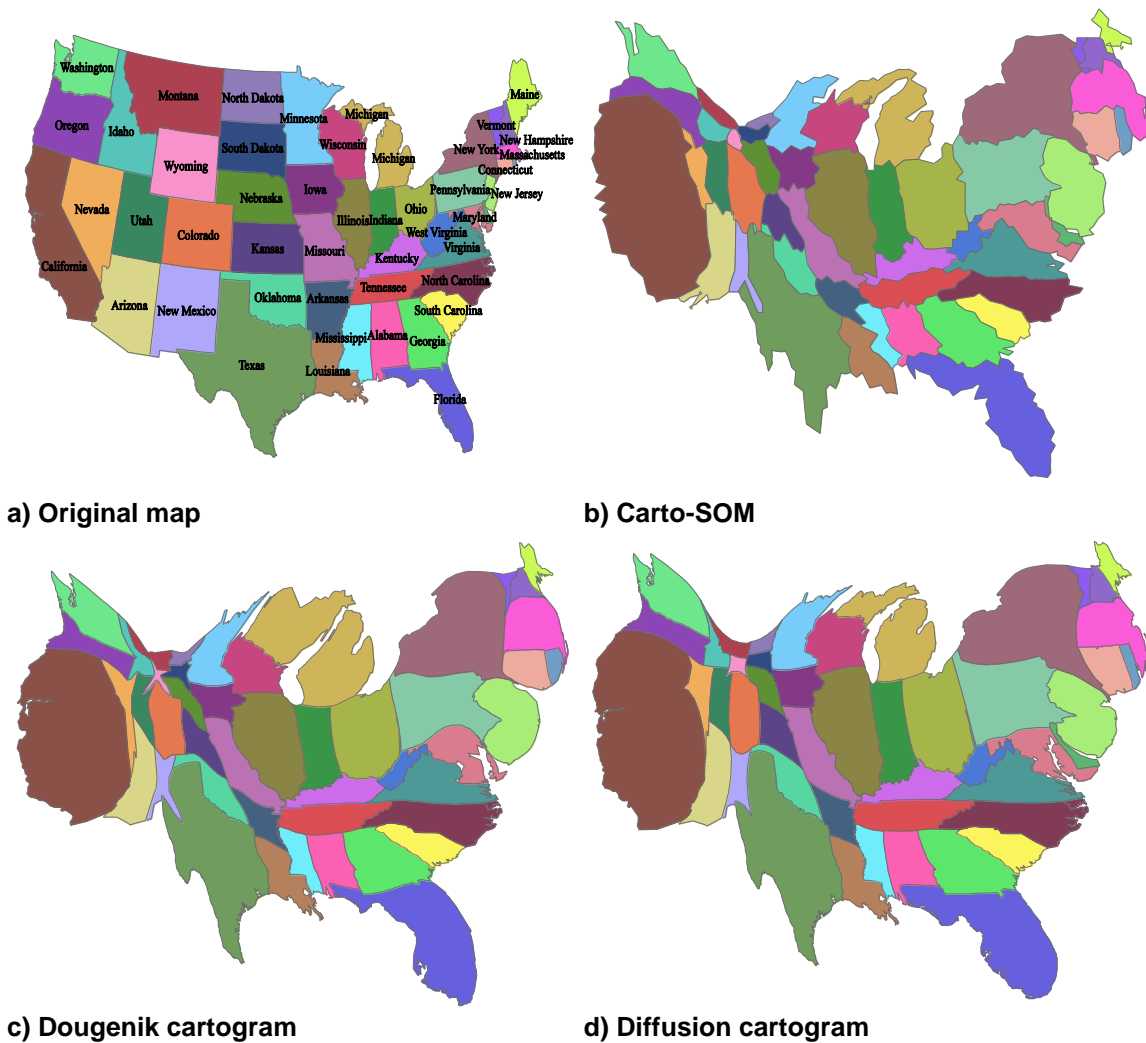 Washington
Montana
North Dakota
Minnesota
Michigan
Maine
Oregon
Idaho
South Dakota
Wisconsin
Vermont
New Hampshire
Wyoming
Michigan
New York
Massachusetts
Connecticut
Nevada
Utah
Nebraska
Iowa
Pennsylvania
New Jersey
Colorado
Kansas
Illinois
Indiana
Ohio
Maryland
California
Missouri
West Virginia
Virginia
Kentucky
Arizona
New Mexico
Oklahoma
Arkansas
Tennessee
North Carolina
South Carolina
Texas
Louisiana
Mississippi
Alabama
Georgia
Florida
a) Original map
b) Carto-SOM
c) Dougenik cartogram
d) Diffusion cartogram